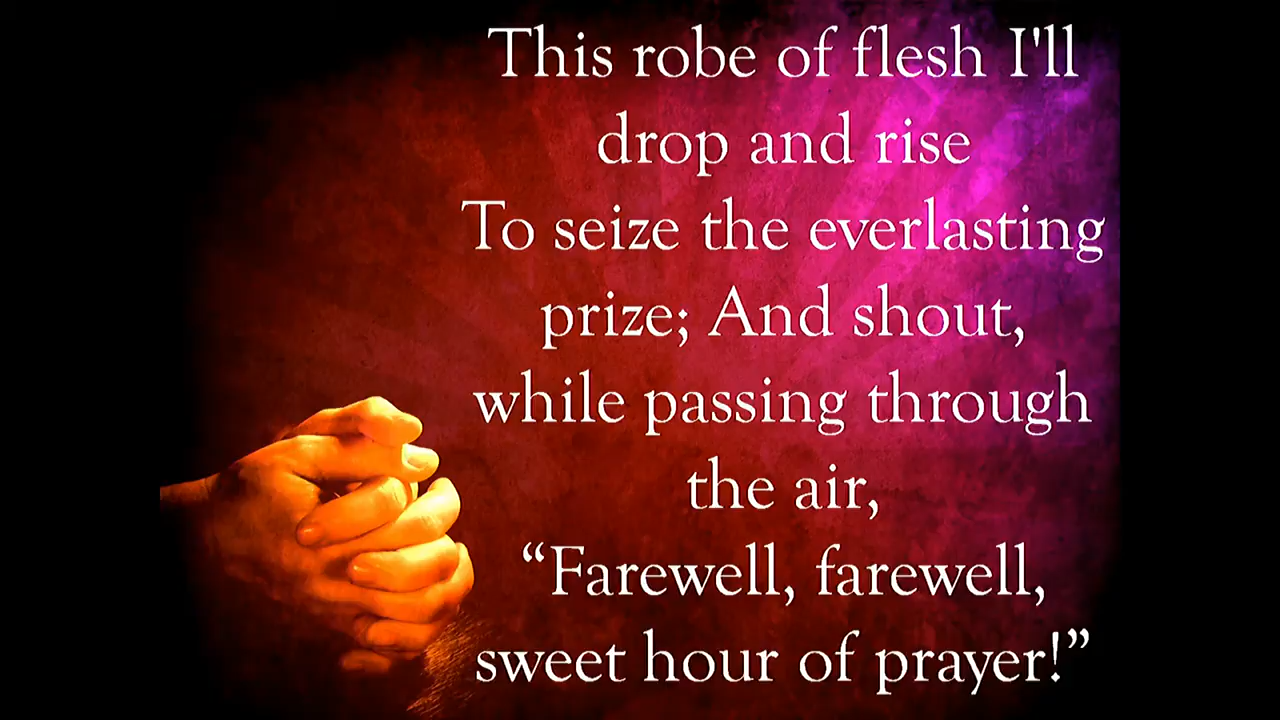 This robe of flesh I'll
drop and rise
To seize the everlasting
prize; And shout,
while passing through
the air,
“Farewell, farewell,
sweet hour of prayer!”